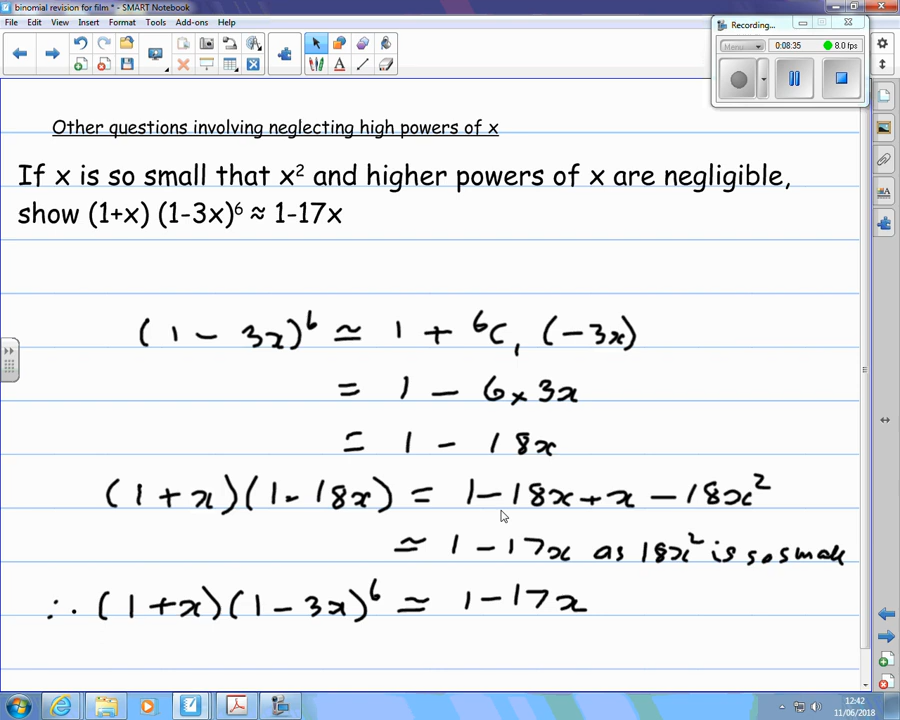 binomial revision for film * - SMART Notebook
File Edit View Insert Format Tools Add-ons Help
Recording...
Menu 0:08:35 8.0 fps
Other questions involving neglecting high powers of x
If x is so small that x² and higher powers of x are negligible,
show (1+x) (1-3x)⁶ ≈ 1-17x
(1 - 3x)⁶ ≃ 1 + ⁶C₁ (-3x)
= 1 - 6 × 3x
= 1 - 18x
(1 + x)(1 - 18x) = 1 - 18x + x - 18x²
≃ 1 - 17x as 18x² is so small
∴ (1 + x)(1 - 3x)⁶ ≃ 1 - 17x
12:42
11/06/2018